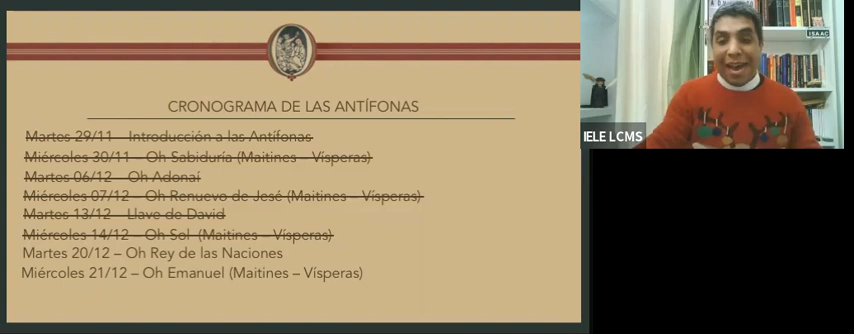 CRONOGRAMA DE LAS ANTÍFONAS
Martes 29/11 – Introducción a las Antífonas
Miércoles 30/11 – Oh Sabiduría (Maitines – Vísperas)
Martes 06/12 – Oh Adonaí
Miércoles 07/12 – Oh Renuevo de Jesé (Maitines – Vísperas)
Martes 13/12 – Llave de David
Miércoles 14/12 – Oh Sol (Maitines – Vísperas)
Martes 20/12 – Oh Rey de las Naciones
Miércoles 21/12 – Oh Emanuel (Maitines – Vísperas)
ISAAC
IELE LCMS